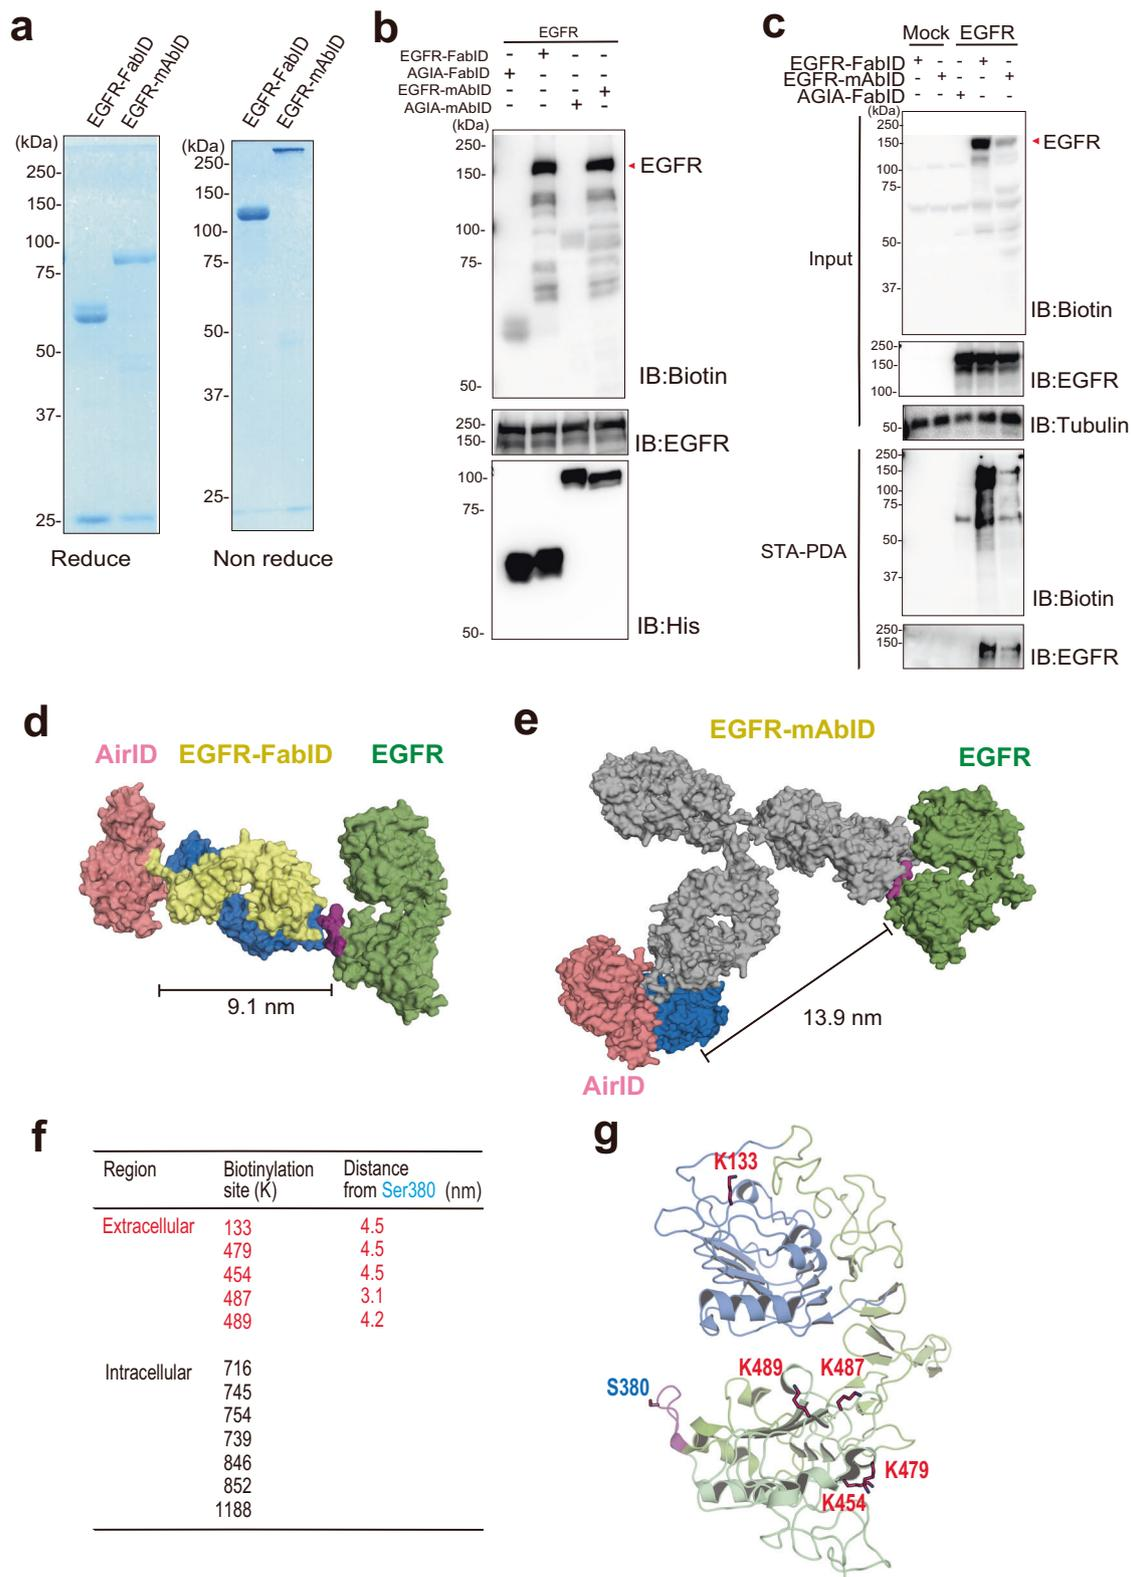 a
EGFR-FabID
EGFR-mAbID
(kDa)
250-
150-
100-
75-
50-
37-
25-
Reduce
EGFR-FabID
EGFR-mAbID
(kDa)
250-
150-
100-
75-
50-
37-
25-
Non reduce
b
EGFR
EGFR-FabID - + - -
AGIA-FabID + - - -
EGFR-mAbID - - - +
AGIA-mAbID - - + -
(kDa)
250-
150-
100-
75-
50-
EGFR
IB:Biotin
250-
150-
IB:EGFR
100-
75-
50-
IB:His
c
Mock EGFR
EGFR-FabID + - - + -
EGFR-mAbID - + - - +
AGIA-FabID - - + - -
(kDa)
250-
150-
100-
75-
50-
37-
EGFR
Input
IB:Biotin
250-
150-
100-
IB:EGFR
50-
IB:Tubulin
250-
150-
100-
75-
50-
37-
STA-PDA
IB:Biotin
250-
150-
IB:EGFR
d
AirID EGFR-FabID EGFR
9.1 nm
e
EGFR-mAbID
EGFR
13.9 nm
AirID
f
Region Biotinylation site (K) Distance from Ser380 (nm)
Extracellular 133 4.5
479 4.5
454 4.5
487 3.1
489 4.2
Intracellular 716
745
754
739
846
852
1188
g
K133
K489 K487
S380
K479
K454